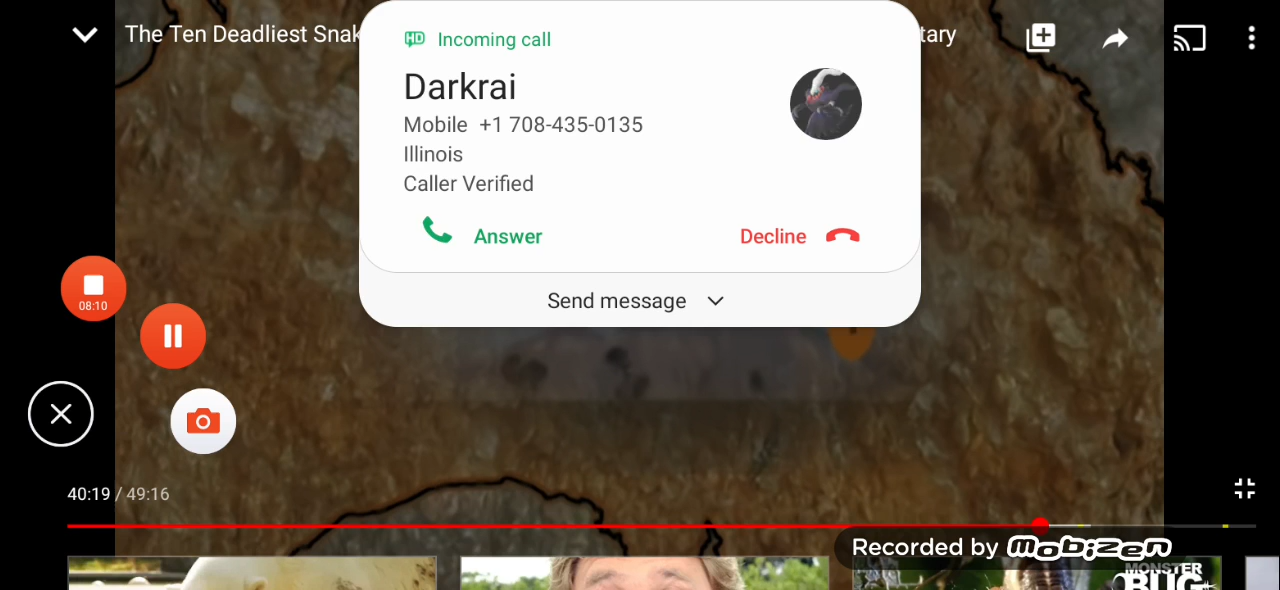 The Ten Deadliest Snak
tary
HD Incoming call
Darkrai
Mobile +1 708-435-0135
Illinois
Caller Verified
Answer
Decline
Send message
08:10
40:19 / 49:16
Recorded by mobizen
MONSTER
BUG